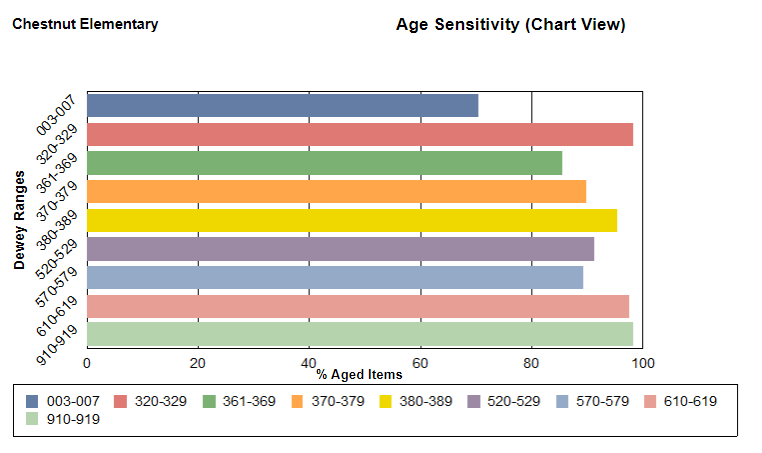 Chestnut Elementary
Age Sensitivity (Chart View)
Dewey Ranges
003-007
320-329
361-369
370-379
380-389
520-529
570-579
610-619
910-919
0 20 40 60 80 100
% Aged Items
003-007 320-329 361-369 370-379 380-389 520-529 570-579 610-619
910-919